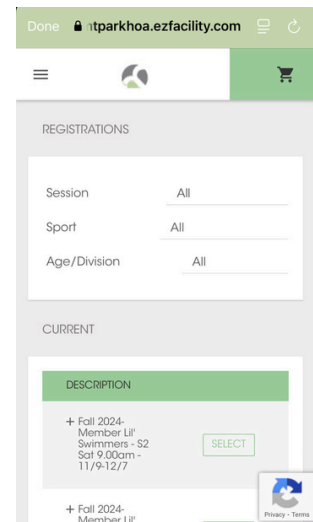 Done ntparkhoa.ezfacility.com
REGISTRATIONS
Session All
Sport All
Age/Division All
CURRENT
DESCRIPTION
+ Fall 2024-
Member Lil'
Swimmers - S2
Sat 9.00am -
11/9-12/7
SELECT
+ Fall 2024-
Member Lil'
Privacy - Terms